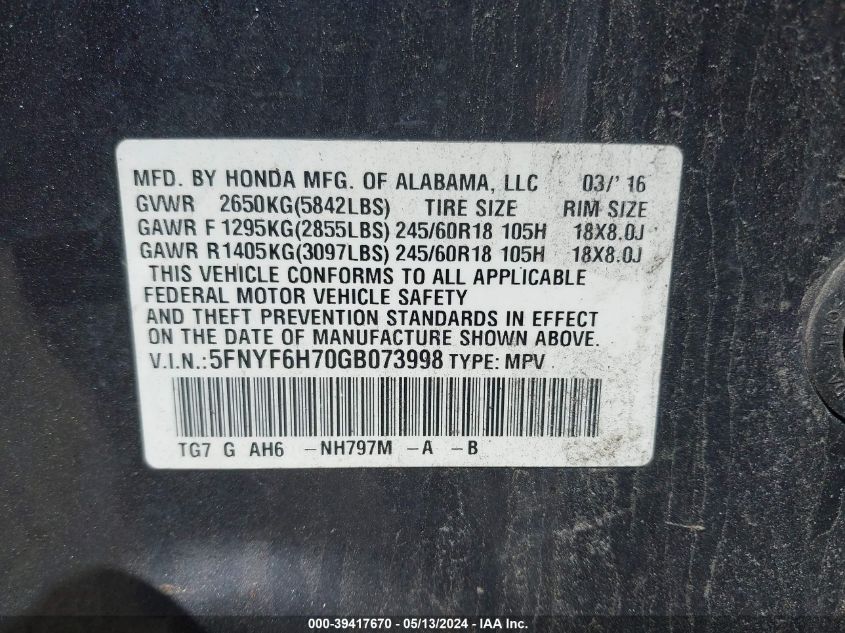 MFD. BY HONDA MFG. OF ALABAMA, LLC 03/' 16
GVWR 2650KG(5842LBS) TIRE SIZE RIM SIZE
GAWR F 1295KG(2855LBS) 245/60R18 105H 18X8.0J
GAWR R 1405KG(3097LBS) 245/60R18 105H 18X8.0J
THIS VEHICLE CONFORMS TO ALL APPLICABLE
FEDERAL MOTOR VEHICLE SAFETY
AND THEFT PREVENTION STANDARDS IN EFFECT
ON THE DATE OF MANUFACTURE SHOWN ABOVE.
V.I.N.: 5FNYF6H70GB073998 TYPE: MPV
TG7 G AH6 -NH797M -A -B
000-39417670 - 05/13/2024 - IAA Inc.